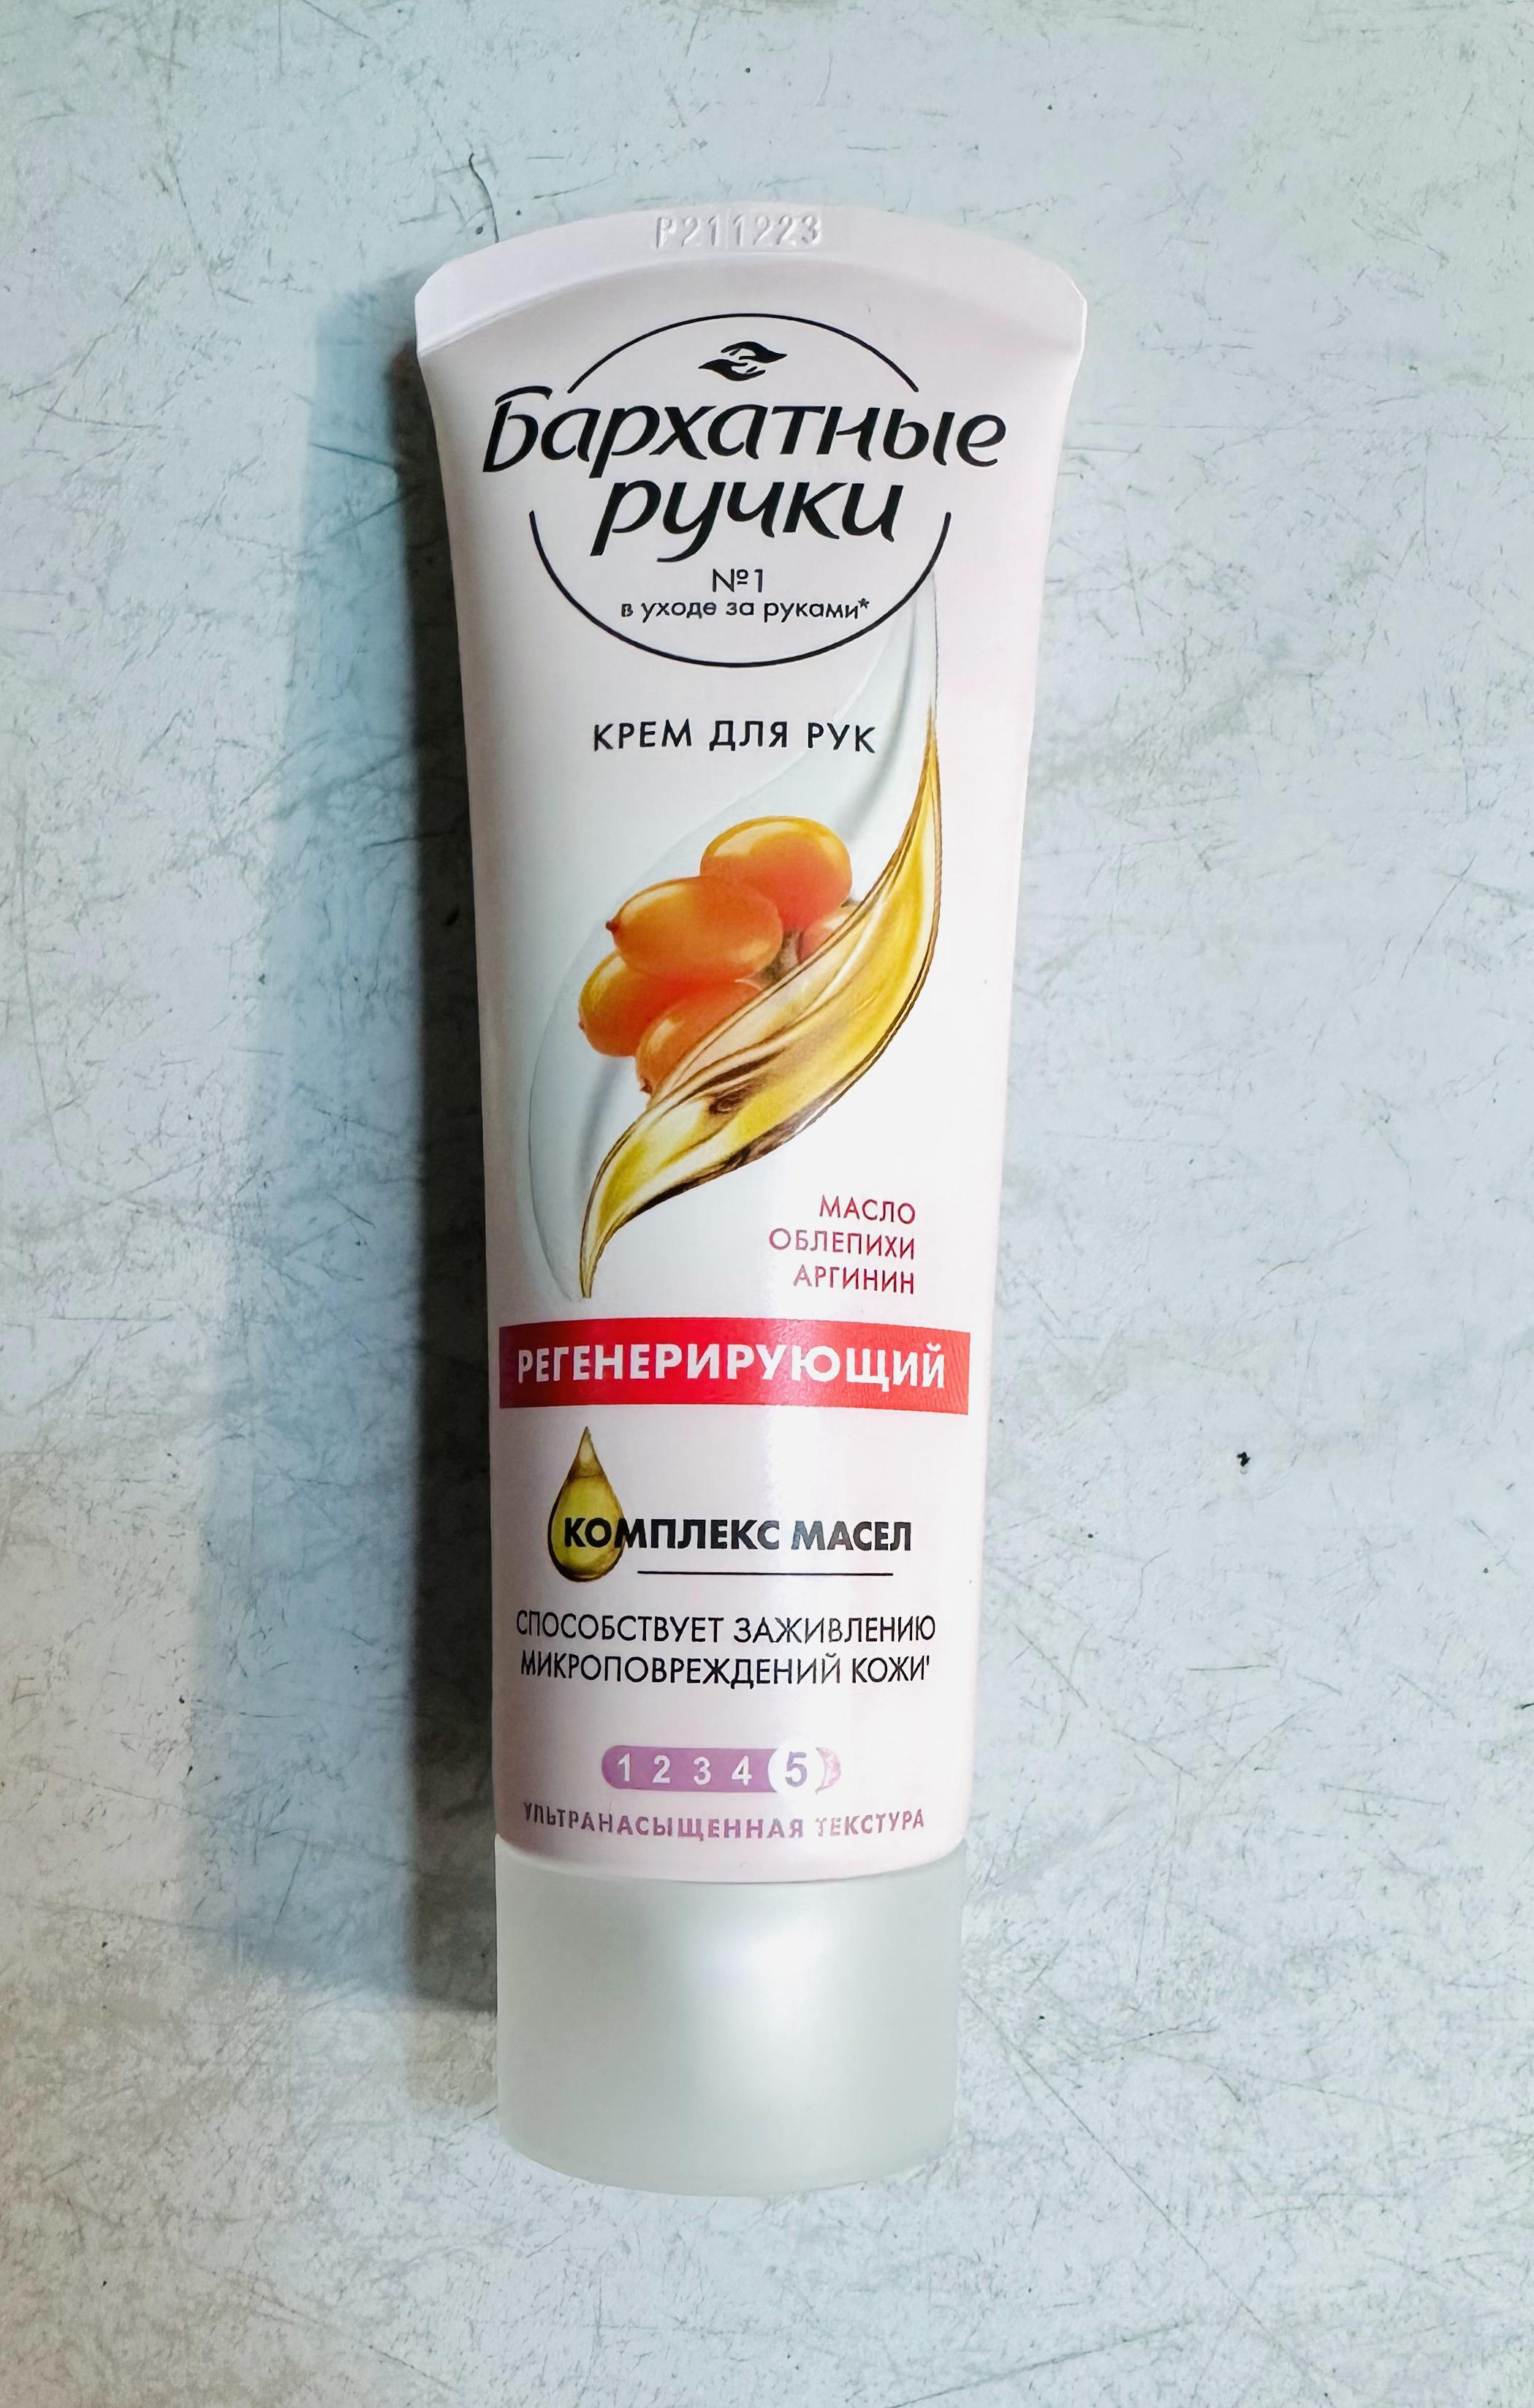 P211223
Бархатные
ручки
№1
в уходе за руками*
КРЕМ ДЛЯ РУК
МАСЛО
ОБЛЕПИХИ
АРГИНИН
РЕГЕНЕРИРУЮЩИЙ
КОМПЛЕКС МАСЕЛ
СПОСОБСТВУЕТ ЗАЖИВЛЕНИЮ
МИКРОПОВРЕЖДЕНИЙ КОЖИ¹
1 2 3 4 5
УЛЬТРАНАСЫЩЕННАЯ ТЕКСТУРА